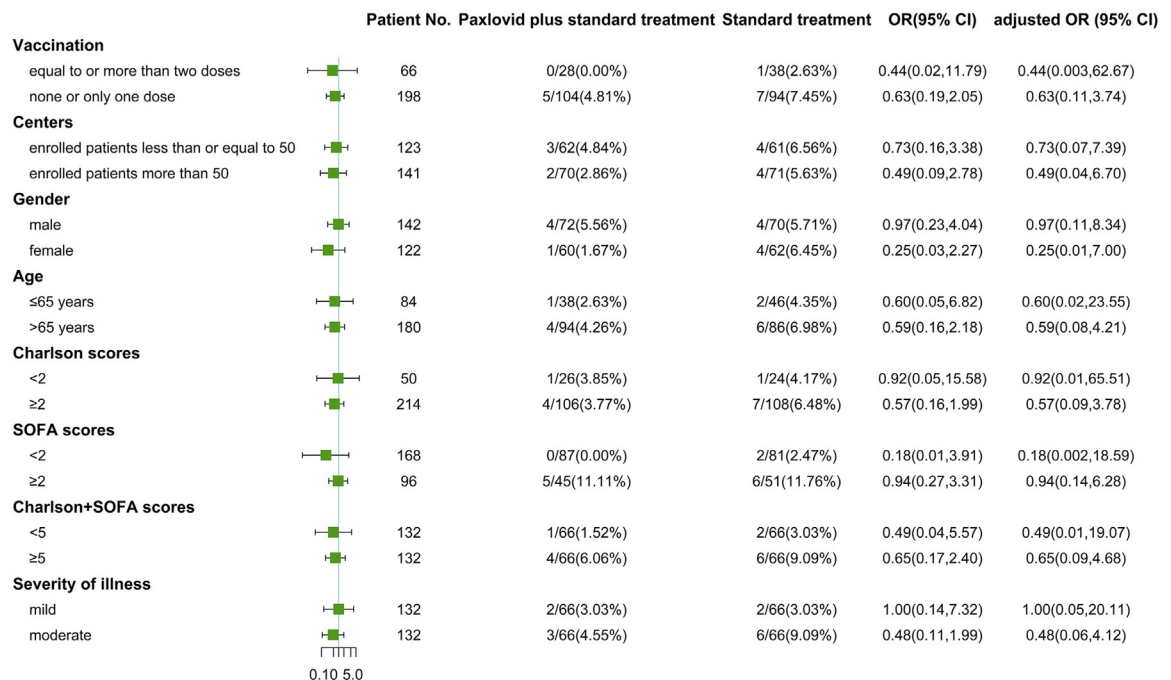 Patient No. Paxlovid plus standard treatment Standard treatment OR(95% CI) adjusted OR (95% CI)
Vaccination
equal to or more than two doses 66 0/28(0.00%) 1/38(2.63%) 0.44(0.02,11.79) 0.44(0.003,62.67)
none or only one dose 198 5/104(4.81%) 7/94(7.45%) 0.63(0.19,2.05) 0.63(0.11,3.74)
Centers
enrolled patients less than or equal to 50 123 3/62(4.84%) 4/61(6.56%) 0.73(0.16,3.38) 0.73(0.07,7.39)
enrolled patients more than 50 141 2/70(2.86%) 4/71(5.63%) 0.49(0.09,2.78) 0.49(0.04,6.70)
Gender
male 142 4/72(5.56%) 4/70(5.71%) 0.97(0.23,4.04) 0.97(0.11,8.34)
female 122 1/60(1.67%) 4/62(6.45%) 0.25(0.03,2.27) 0.25(0.01,7.00)
Age
≤65 years 84 1/38(2.63%) 2/46(4.35%) 0.60(0.05,6.82) 0.60(0.02,23.55)
>65 years 180 4/94(4.26%) 6/86(6.98%) 0.59(0.16,2.18) 0.59(0.08,4.21)
Charlson scores
<2 50 1/26(3.85%) 1/24(4.17%) 0.92(0.05,15.58) 0.92(0.01,65.51)
≥2 214 4/106(3.77%) 7/108(6.48%) 0.57(0.16,1.99) 0.57(0.09,3.78)
SOFA scores
<2 168 0/87(0.00%) 2/81(2.47%) 0.18(0.01,3.91) 0.18(0.002,18.59)
≥2 96 5/45(11.11%) 6/51(11.76%) 0.94(0.27,3.31) 0.94(0.14,6.28)
Charlson+SOFA scores
<5 132 1/66(1.52%) 2/66(3.03%) 0.49(0.04,5.57) 0.49(0.01,19.07)
≥5 132 4/66(6.06%) 6/66(9.09%) 0.65(0.17,2.40) 0.65(0.09,4.68)
Severity of illness
mild 132 2/66(3.03%) 2/66(3.03%) 1.00(0.14,7.32) 1.00(0.05,20.11)
moderate 132 3/66(4.55%) 6/66(9.09%) 0.48(0.11,1.99) 0.48(0.06,4.12)
0.10 5.0